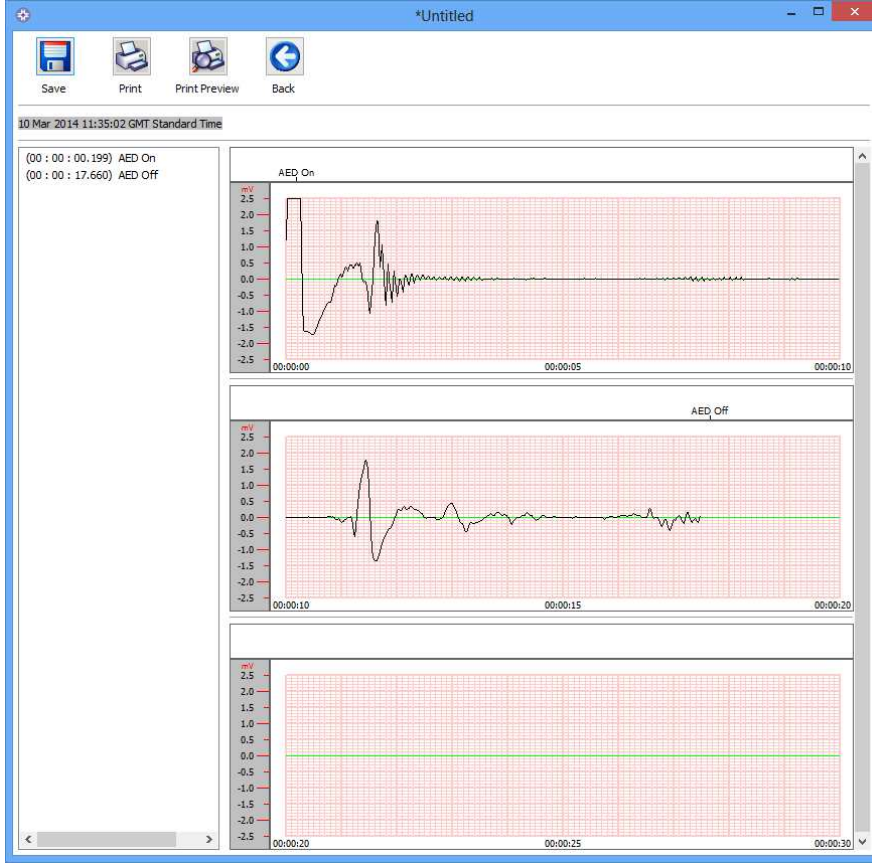 *Untitled
Save Print Print Preview Back
10 Mar 2014 11:35:02 GMT Standard Time
(00 : 00 : 00.199) AED On
(00 : 00 : 17.660) AED Off
AED On
mV
2.5
2.0
1.5
1.0
0.5
0.0
-0.5
-1.0
-1.5
-2.0
-2.5
00:00:00 00:00:05 00:00:10
AED Off
mV
2.5
2.0
1.5
1.0
0.5
0.0
-0.5
-1.0
-1.5
-2.0
-2.5
00:00:10 00:00:15 00:00:20
mV
2.5
2.0
1.5
1.0
0.5
0.0
-0.5
-1.0
-1.5
-2.0
-2.5
00:00:20 00:00:25 00:00:30